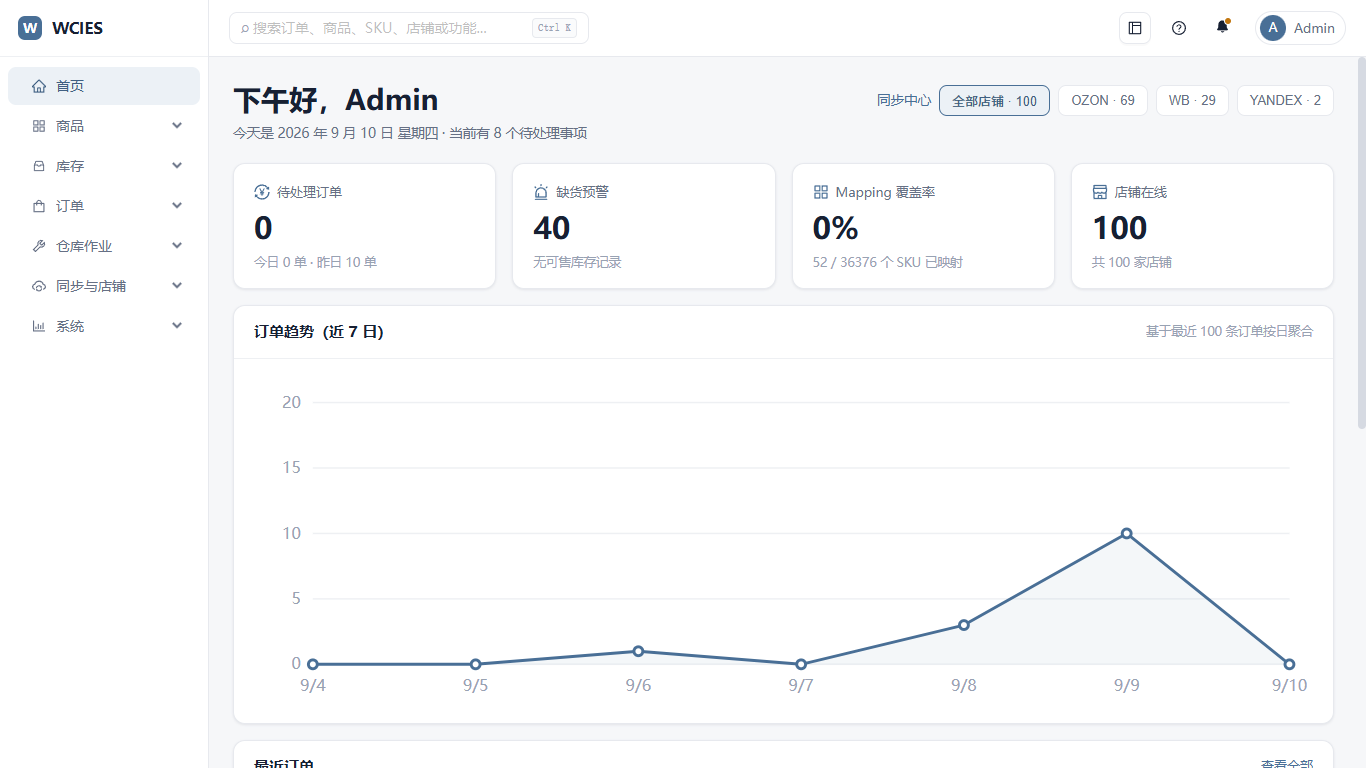 W WCIES
搜索订单、商品、SKU、店铺或功能...
Ctrl K
A Admin
首页
商品
库存
订单
仓库作业
同步与店铺
系统
下午好，Admin
今天是 2026 年 9 月 10 日 星期四 · 当前有 8 个待处理事项
同步中心
全部店铺 · 100
OZON · 69
WB · 29
YANDEX · 2
待处理订单
0
今日 0 单 · 昨日 10 单
缺货预警
40
无可售库存记录
Mapping 覆盖率
0%
52 / 36376 个 SKU 已映射
店铺在线
100
共 100 家店铺
订单趋势（近 7 日）
基于最近 100 条订单按日聚合
20
15
10
5
0
9/4
9/5
9/6
9/7
9/8
9/9
9/10
最近订单
查看全部